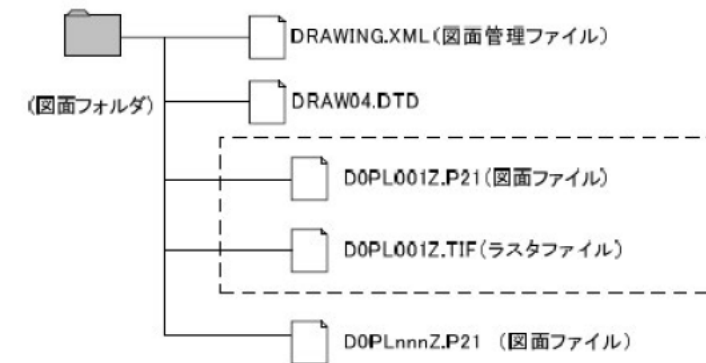 DRAWING.XML(図面管理ファイル)
(図面フォルダ)
DRAW04.DTD
D0PL001Z.P21(図面ファイル)
D0PL001Z.TIF(ラスタファイル)
D0PLnnnZ.P21 (図面ファイル)